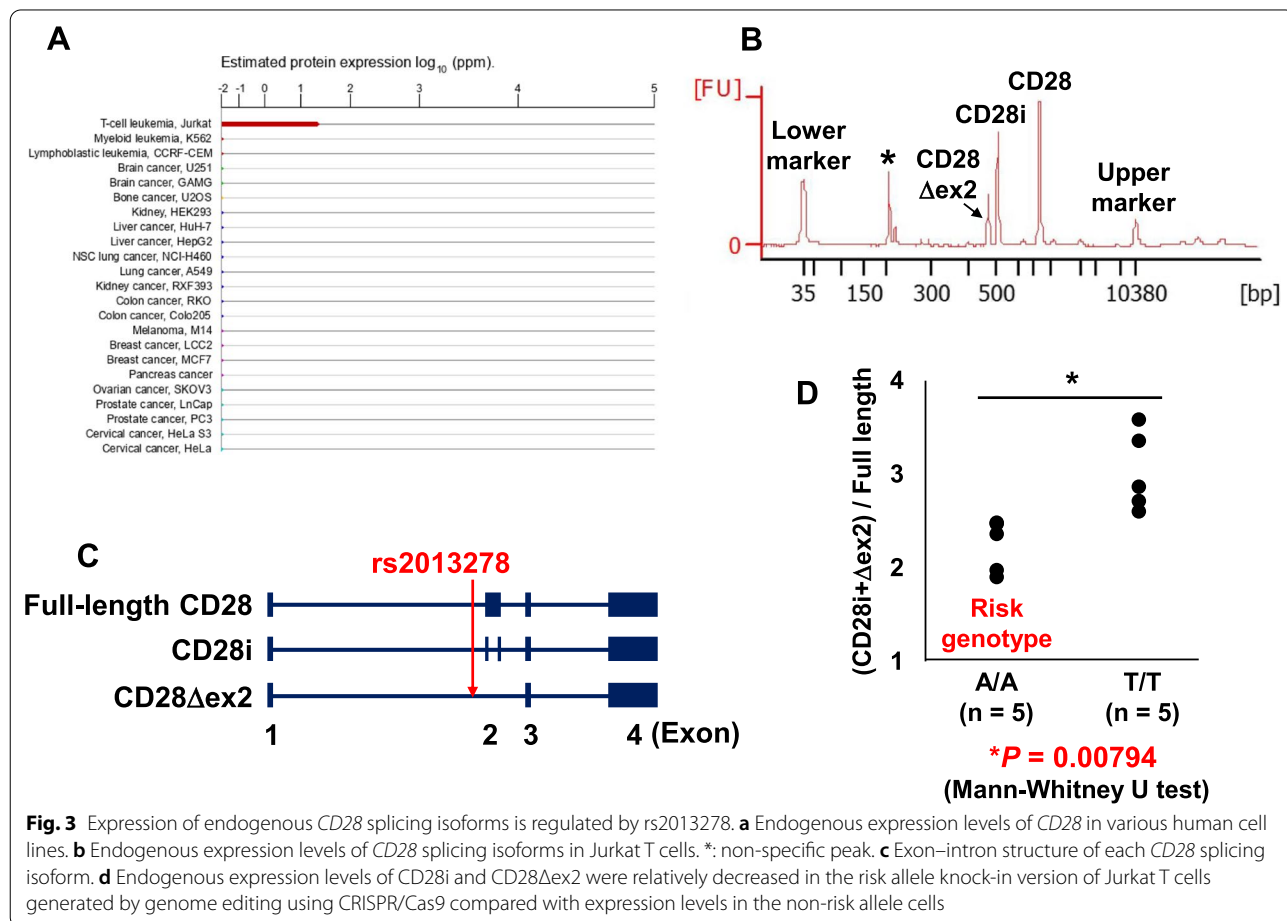 A
Estimated protein expression log10 (ppm).
-2 -1 0 1 2 3 4 5
T-cell leukemia, Jurkat
Myeloid leukemia, K562
Lymphoblastic leukemia, CCRF-CEM
Brain cancer, U251
Brain cancer, GAMG
Bone cancer, U2OS
Kidney, HEK293
Liver cancer, HuH-7
Liver cancer, HepG2
NSC lung cancer, NCI-H460
Lung cancer, A549
Kidney cancer, RXF393
Colon cancer, RKO
Colon cancer, Colo205
Melanoma, M14
Breast cancer, LCC2
Breast cancer, MCF7
Pancreas cancer
Ovarian cancer, SKOV3
Prostate cancer, LnCap
Prostate cancer, PC3
Cervical cancer, HeLa S3
Cervical cancer, HeLa
B
[FU]
0
Lower
marker
*
CD28
Δex2
CD28i
CD28
Upper
marker
35 150 300 500 10380 [bp]
C
rs2013278
Full-length CD28
CD28i
CD28Δex2
1 2 3 4 (Exon)
D
(CD28i+Δex2) / Full length
4
3
2
1
*
Risk
genotype
A/A T/T
(n = 5) (n = 5)
*P = 0.00794
(Mann-Whitney U test)
Fig. 3 Expression of endogenous CD28 splicing isoforms is regulated by rs2013278. a Endogenous expression levels of CD28 in various human cell
lines. b Endogenous expression levels of CD28 splicing isoforms in Jurkat T cells. *: non-specific peak. c Exon–intron structure of each CD28 splicing
isoform. d Endogenous expression levels of CD28i and CD28Δex2 were relatively decreased in the risk allele knock-in version of Jurkat T cells
generated by genome editing using CRISPR/Cas9 compared with expression levels in the non-risk allele cells